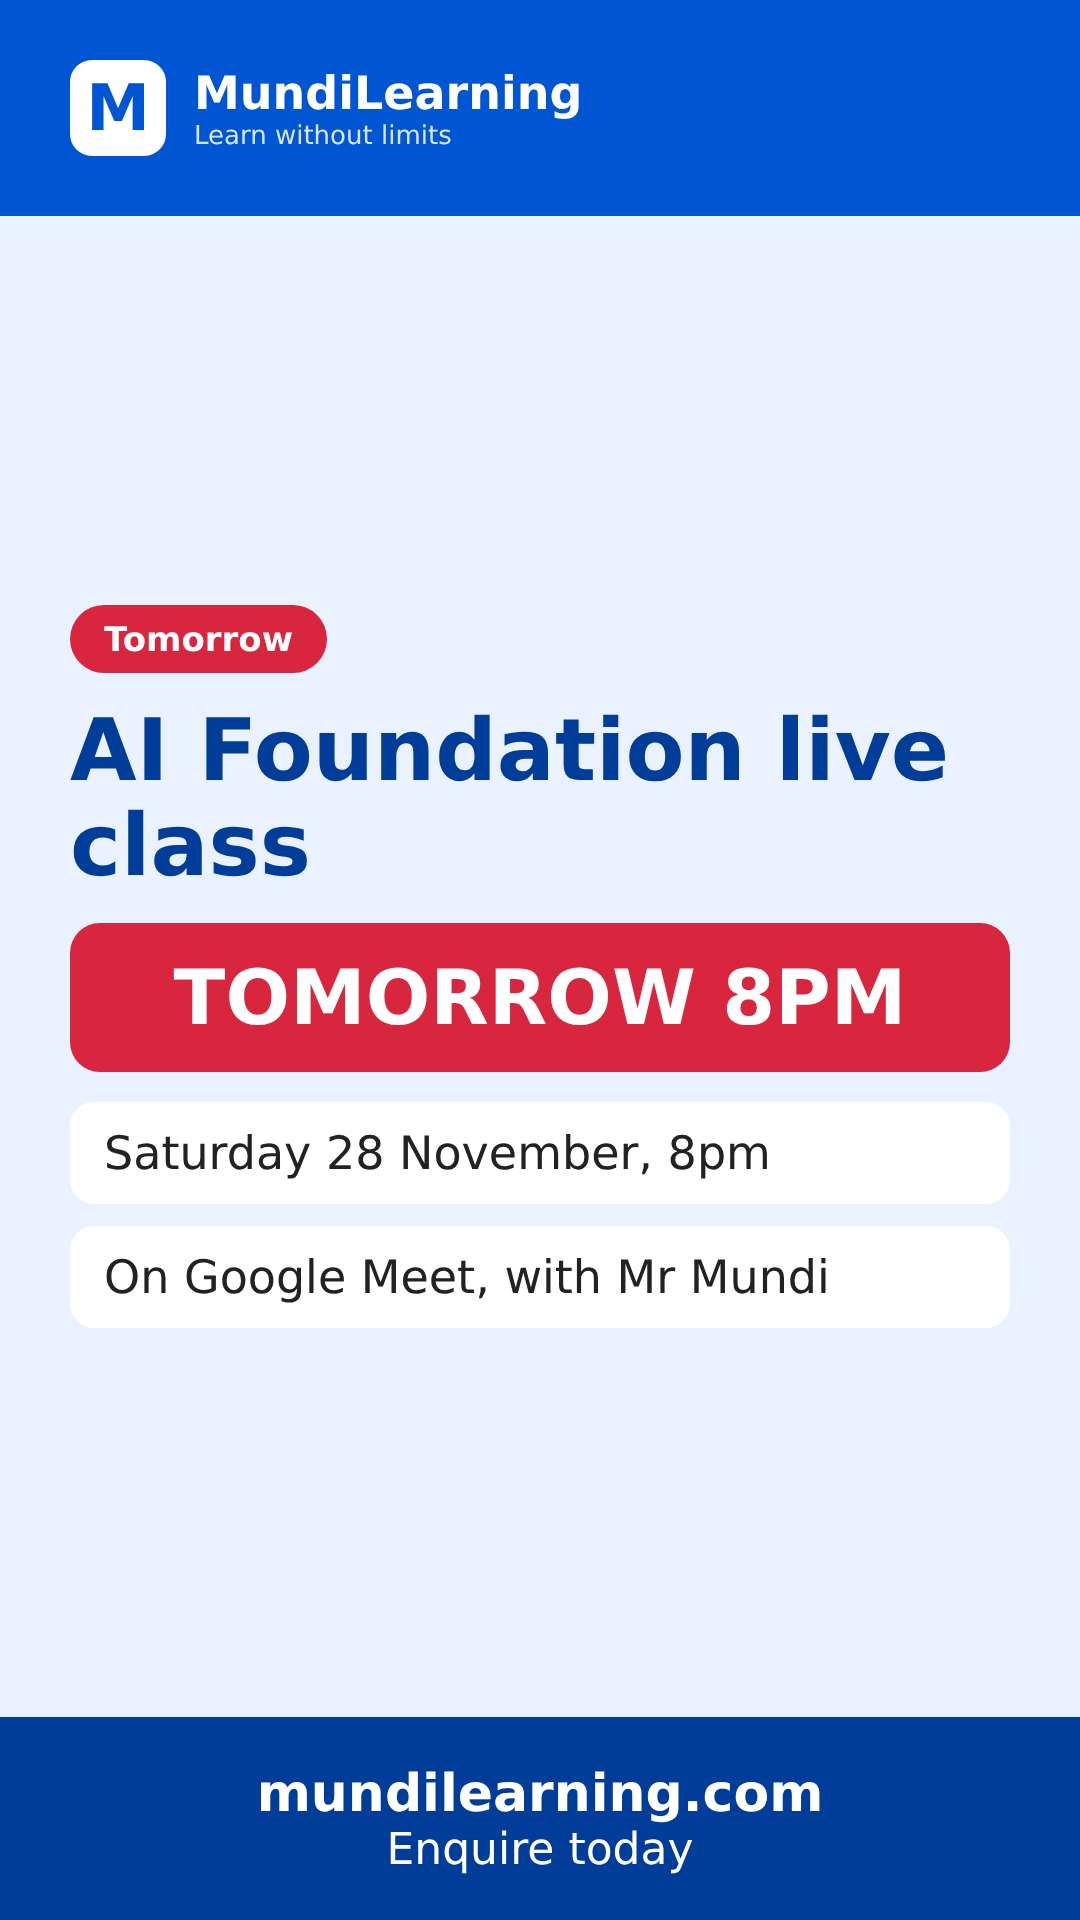 M
MundiLearning
Learn without limits
Tomorrow
AI Foundation live
class
TOMORROW 8PM
Saturday 28 November, 8pm
On Google Meet, with Mr Mundi
mundilearning.com
Enquire today